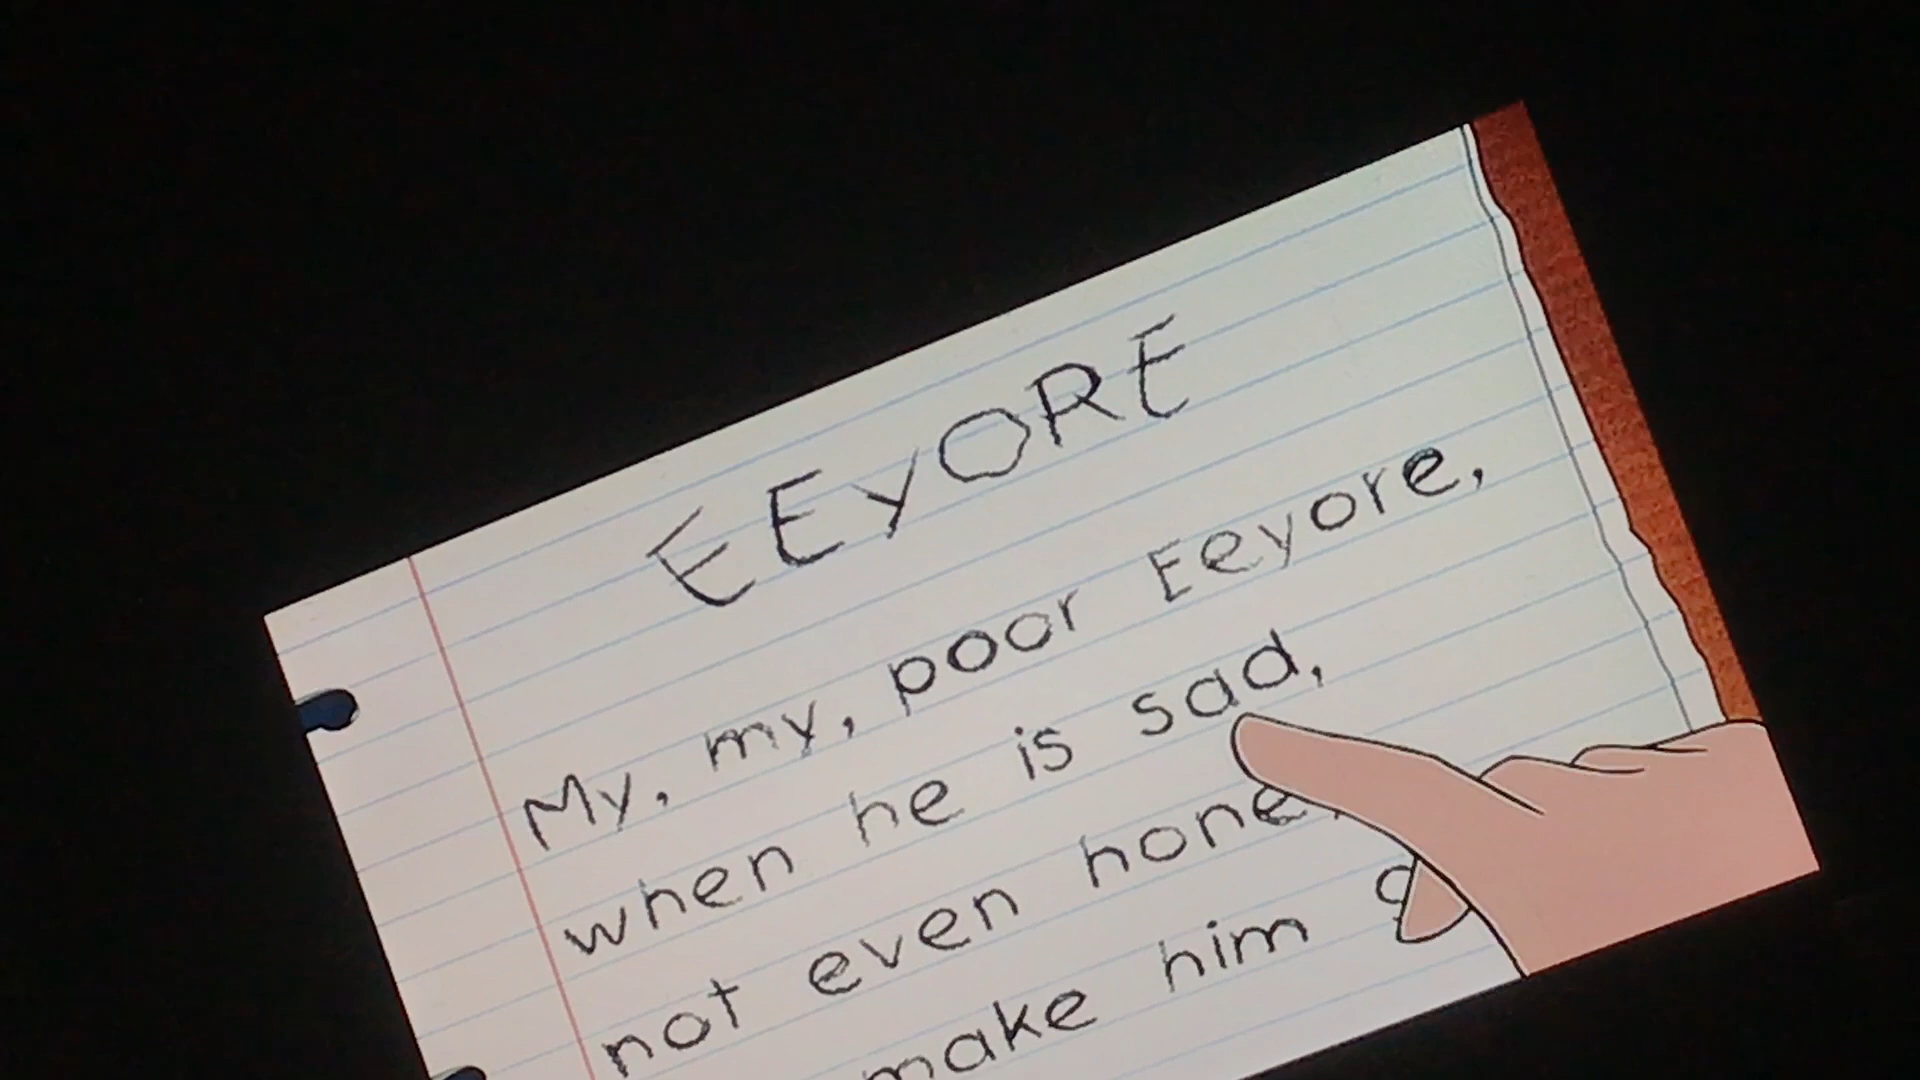 EEyORE
My, my, poor Eeyore,
when he is sad,
not even
make him